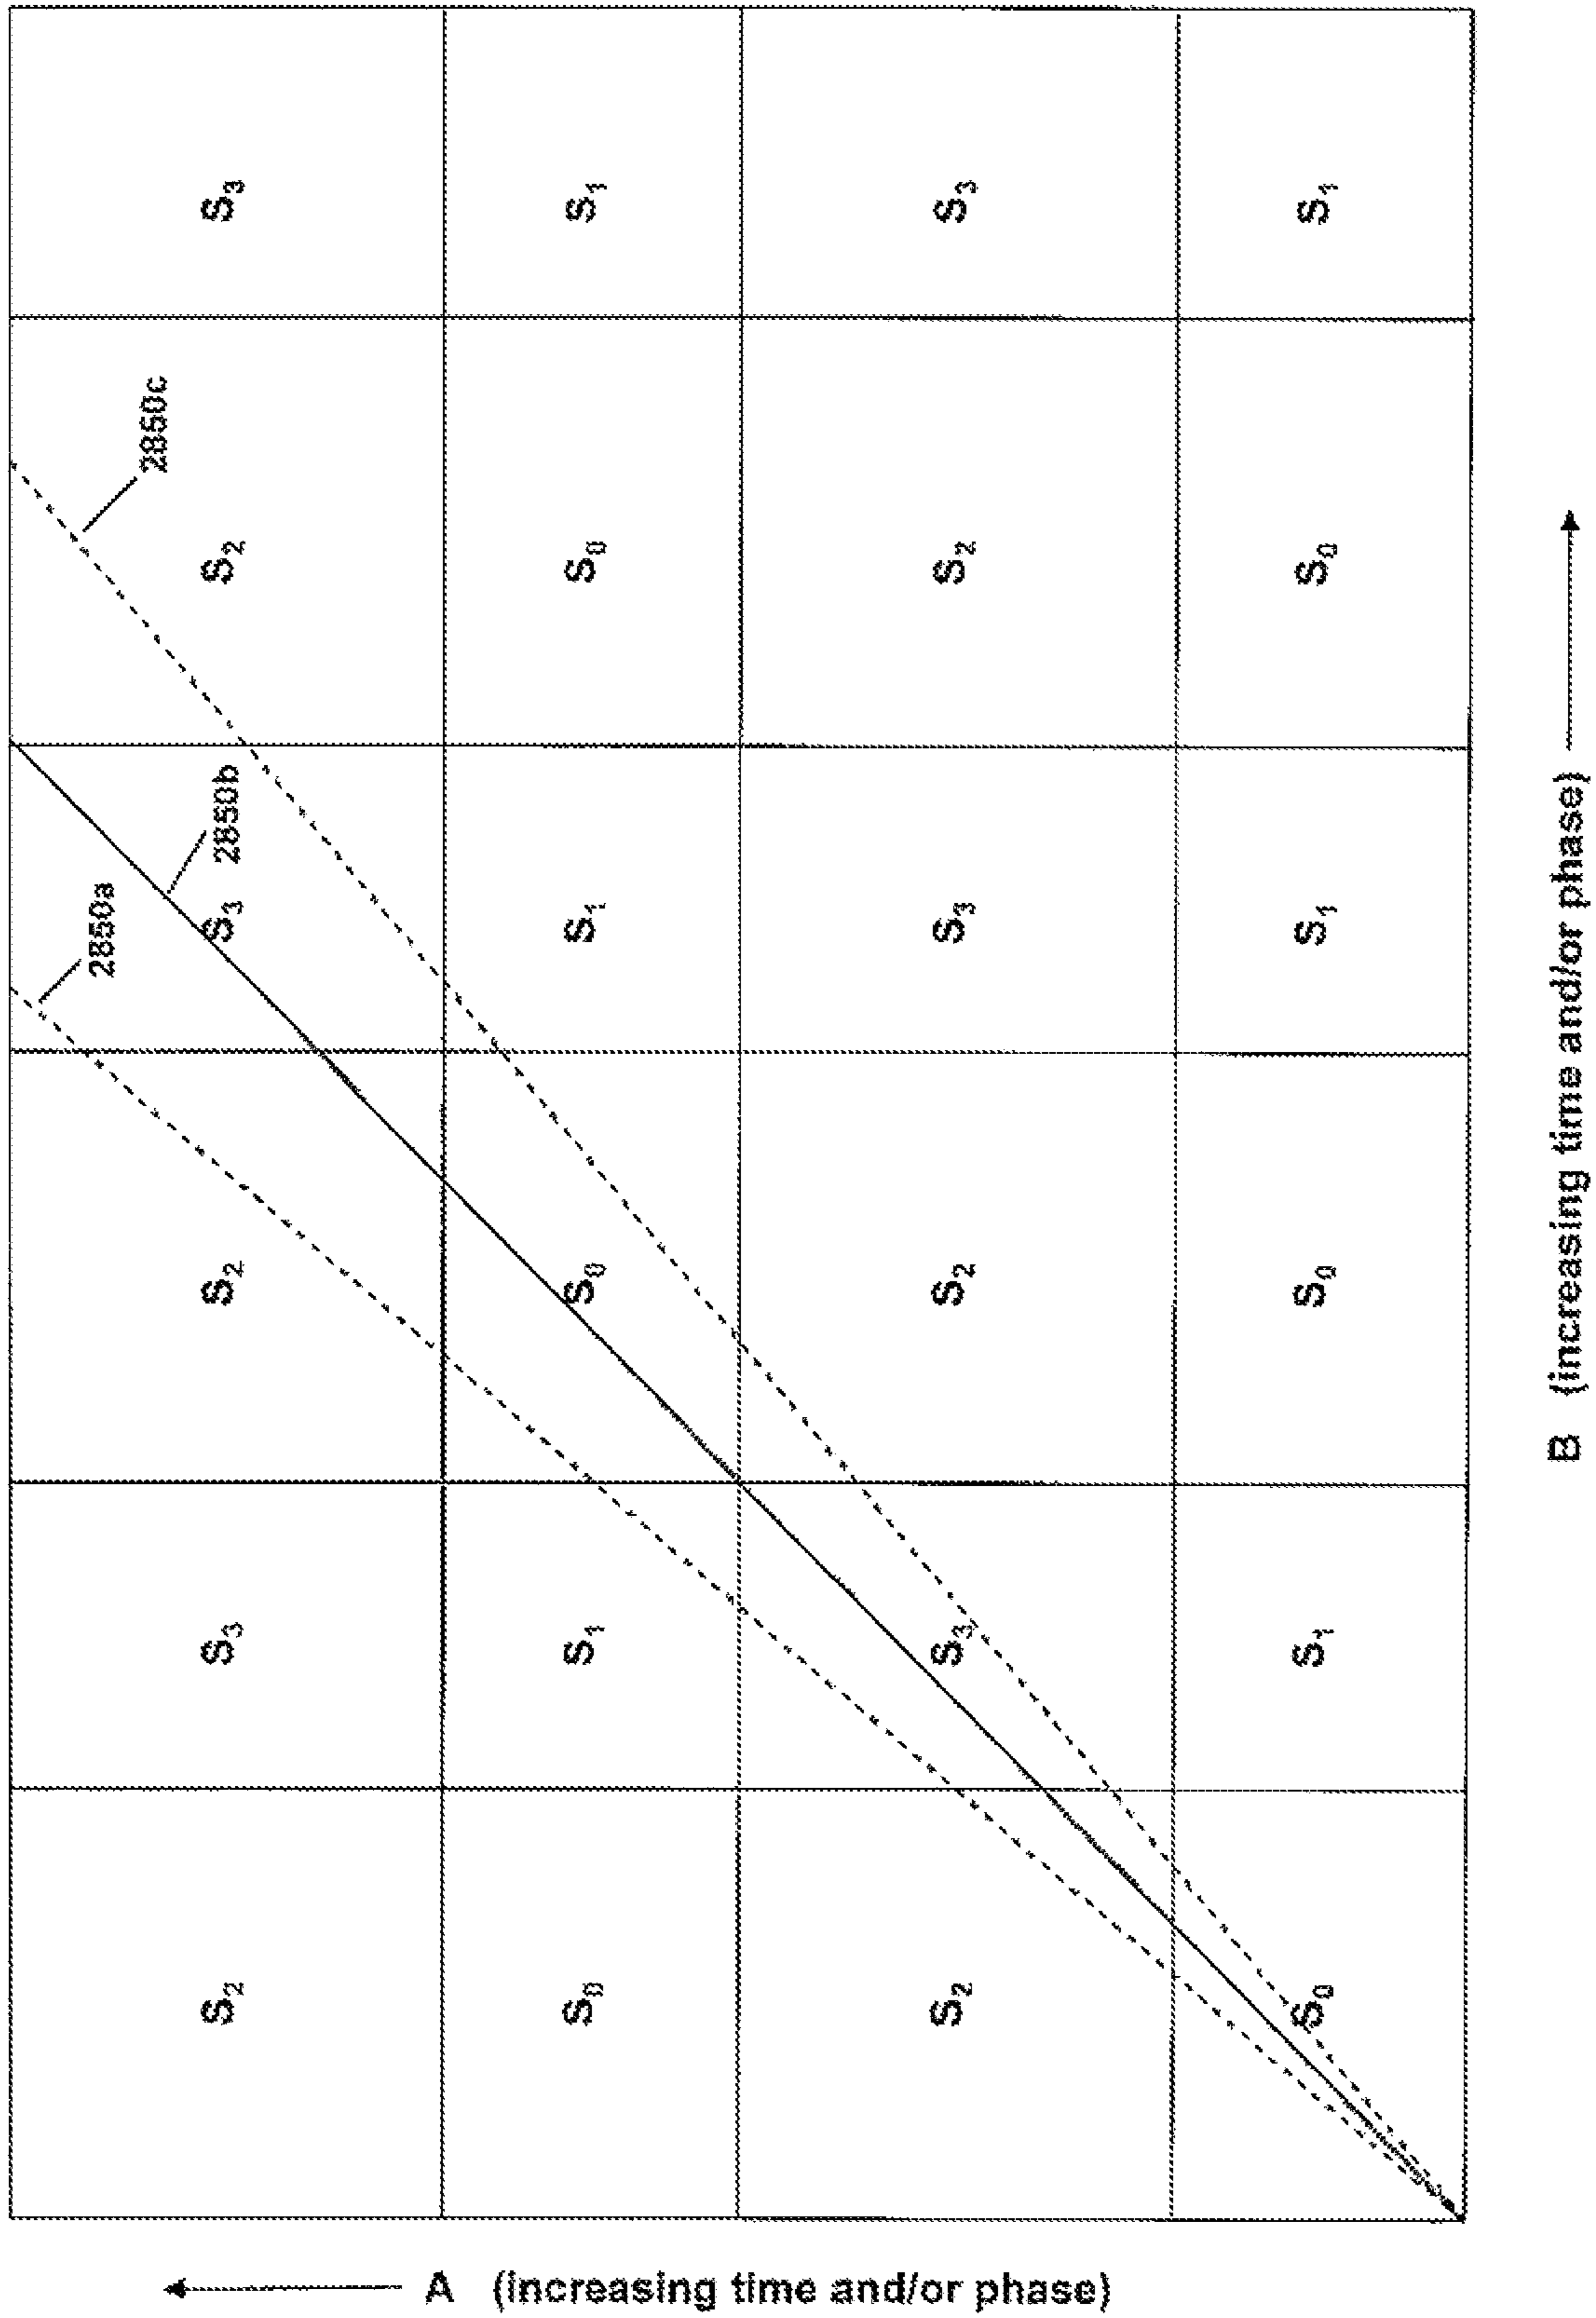 A (increasing time and/or phase)
2850a
2850c
2850b
S₂ S₃ S₂ S₃ S₂ S₃
S₀ S₁ S₀ S₁ S₀ S₁
S₂ S₃ S₂ S₃ S₂ S₃
S₀ S₁ S₀ S₁ S₀ S₁
B (increasing time and/or phase)